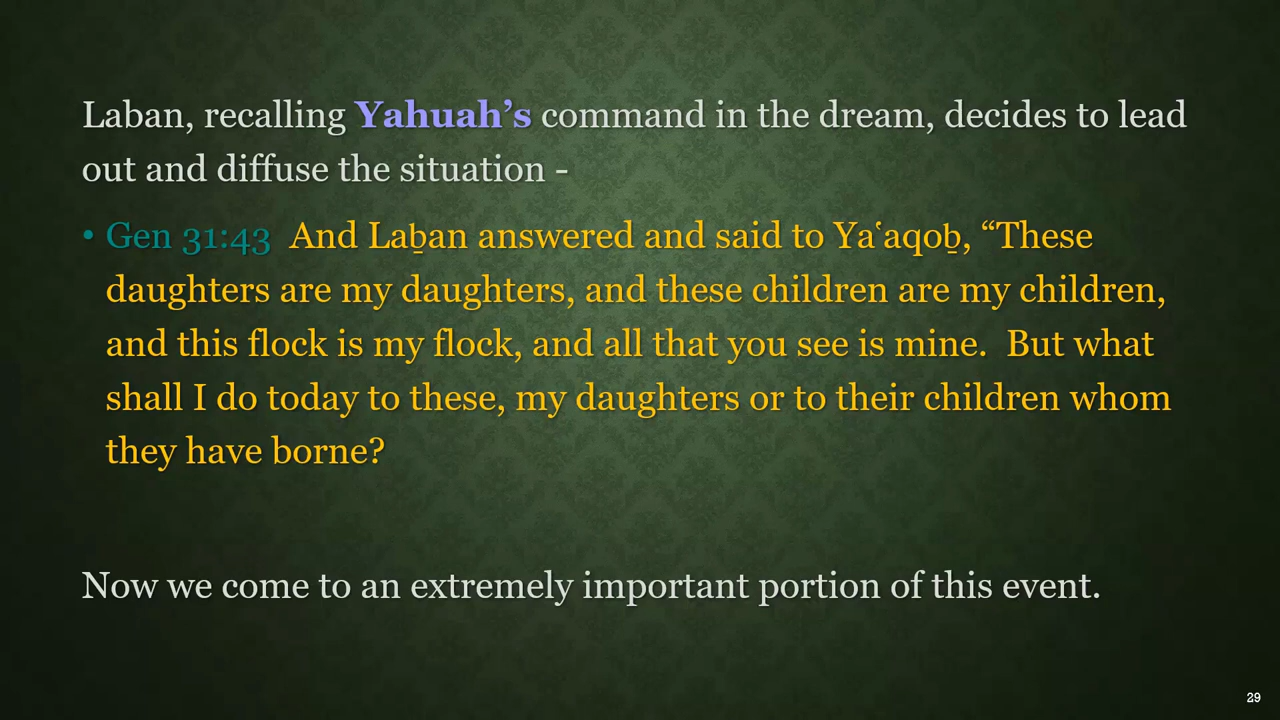 Laban, recalling Yahuah’s command in the dream, decides to lead
out and diffuse the situation -
• Gen 31:43  And Laḇan answered and said to Yaʽaqoḇ, “These
daughters are my daughters, and these children are my children,
and this flock is my flock, and all that you see is mine.  But what
shall I do today to these, my daughters or to their children whom
they have borne?
Now we come to an extremely important portion of this event.
29